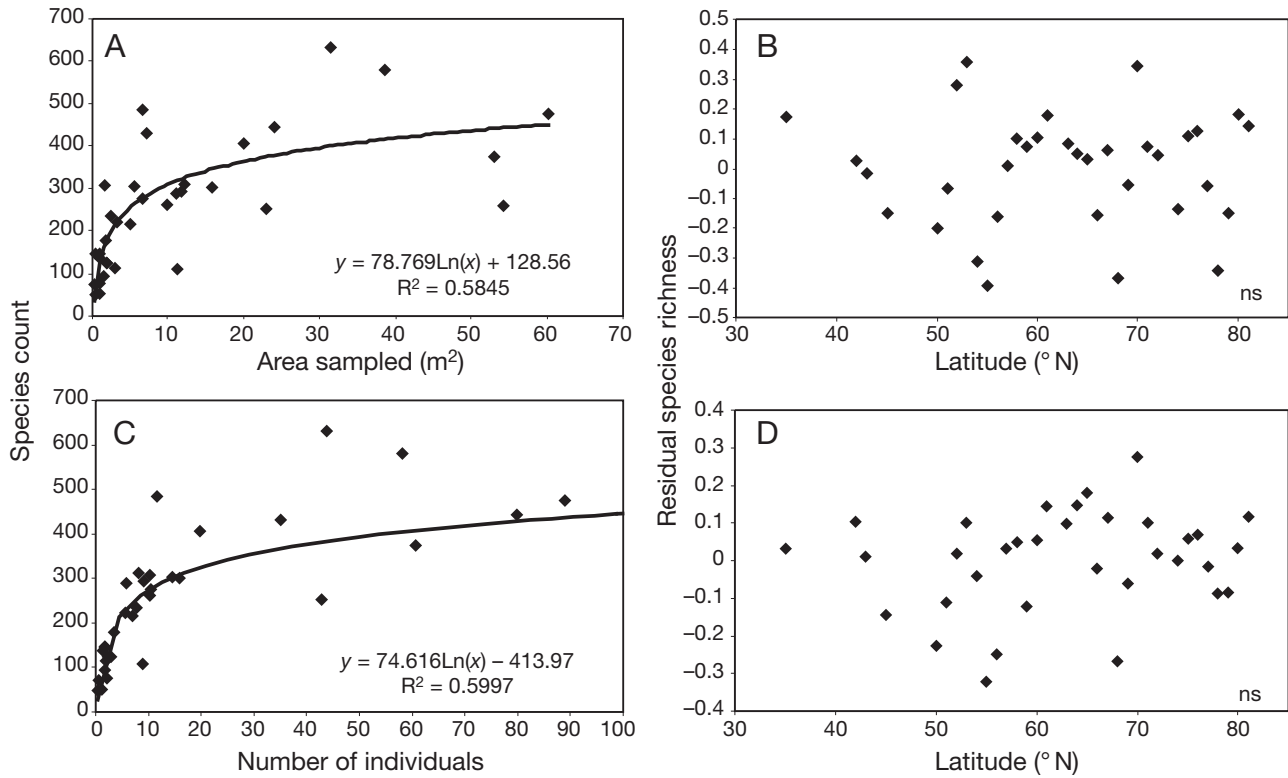 A
700
600
500
400
300
200
100
0
0 10 20 30 40 50 60 70
Area sampled (m²)
y = 78.769Ln(x) + 128.56
R² = 0.5845
B
0.5
0.4
0.3
0.2
0.1
0
–0.1
–0.2
–0.3
–0.4
–0.5
30 40 50 60 70 80
Latitude (° N)
ns
Species count
Residual species richness
C
700
600
500
400
300
200
100
0
0 10 20 30 40 50 60 70 80 90 100
Number of individuals
y = 74.616Ln(x) – 413.97
R² = 0.5997
D
0.4
0.3
0.2
0.1
0
–0.1
–0.2
–0.3
–0.4
30 40 50 60 70 80
Latitude (° N)
ns